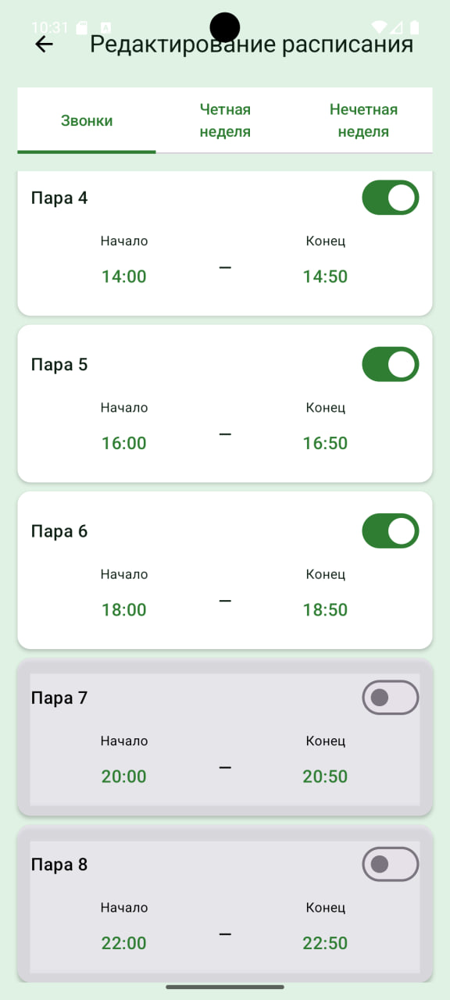 10:31
Редактирование расписания
Звонки
Четная
неделя
Нечетная
неделя
Пара 4
Начало
Конец
14:00
–
14:50
Пара 5
Начало
Конец
16:00
–
16:50
Пара 6
Начало
Конец
18:00
–
18:50
Пара 7
Начало
Конец
20:00
–
20:50
Пара 8
Начало
Конец
22:00
–
22:50